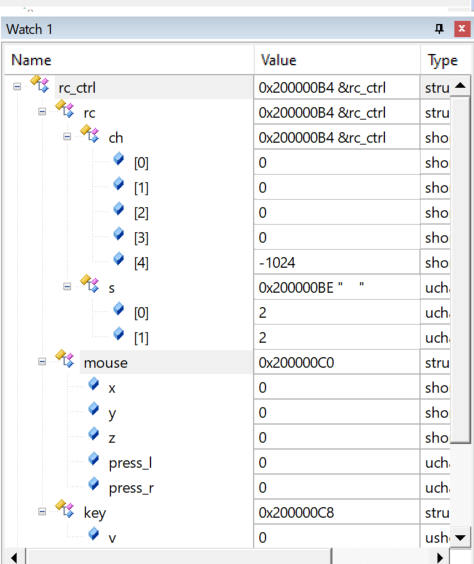 Watch 1
Name Value Type
rc_ctrl 0x200000B4 &rc_ctrl stru
rc 0x200000B4 &rc_ctrl stru
ch 0x200000B4 &rc_ctrl sho
[0] 0 sho
[1] 0 sho
[2] 0 sho
[3] 0 sho
[4] -1024 sho
s 0x200000BE " " ucha
[0] 2 ucha
[1] 2 ucha
mouse 0x200000C0 stru
x 0 sho
y 0 sho
z 0 sho
press_l 0 ucha
press_r 0 ucha
key 0x200000C8 stru
v 0 ush